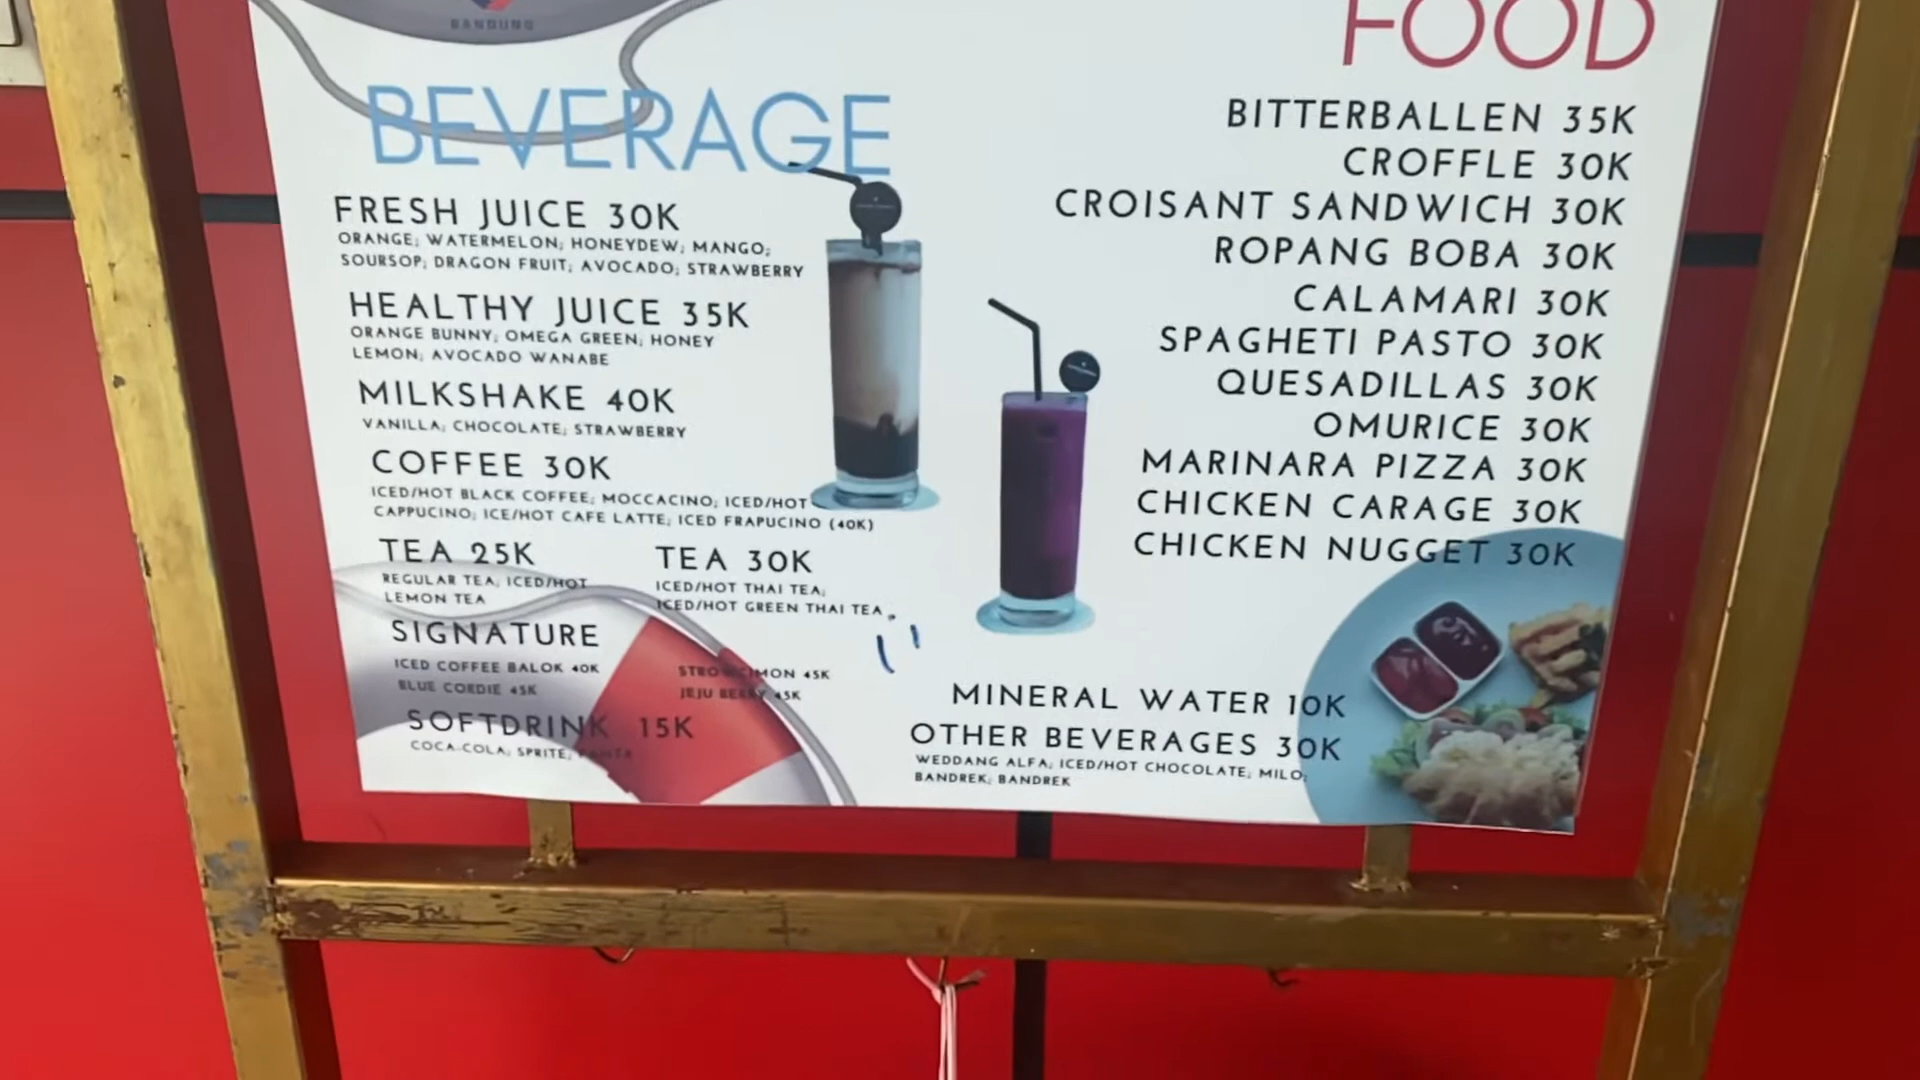 BANDUNG
BEVERAGE
FRESH JUICE 30K
ORANGE; WATERMELON; HONEYDEW; MANGO;
SOURSOP; DRAGON FRUIT; AVOCADO; STRAWBERRY
HEALTHY JUICE 35K
ORANGE BUNNY; OMEGA GREEN; HONEY
LEMON; AVOCADO WANABE
MILKSHAKE 40K
VANILLA; CHOCOLATE; STRAWBERRY
COFFEE 30K
ICED/HOT BLACK COFFEE; MOCCACINO; ICED/HOT
CAPPUCINO; ICE/HOT CAFE LATTE; ICED FRAPUCINO (40K)
TEA 25K
REGULAR TEA; ICED/HOT
LEMON TEA
TEA 30K
ICED/HOT THAI TEA;
ICED/HOT GREEN THAI TEA
SIGNATURE
ICED COFFEE BALOK 40K
BLUE COEDIE 45K
45K
JEJU BERRY 45K
SOFTDRINK 15K
COCA-COLA; SPRITE; FANTA
FOOD
BITTERBALLEN 35K
CROFFLE 30K
CROISANT SANDWICH 30K
ROPANG BOBA 30K
CALAMARI 30K
SPAGHETI PASTO 30K
QUESADILLAS 30K
OMURICE 30K
MARINARA PIZZA 30K
CHICKEN CARAGE 30K
CHICKEN NUGGET 30K
MINERAL WATER 10K
OTHER BEVERAGES 30K
WEDDANG ALFA; ICED/HOT CHOCOLATE; MILO;
BANDREK; BANDREK